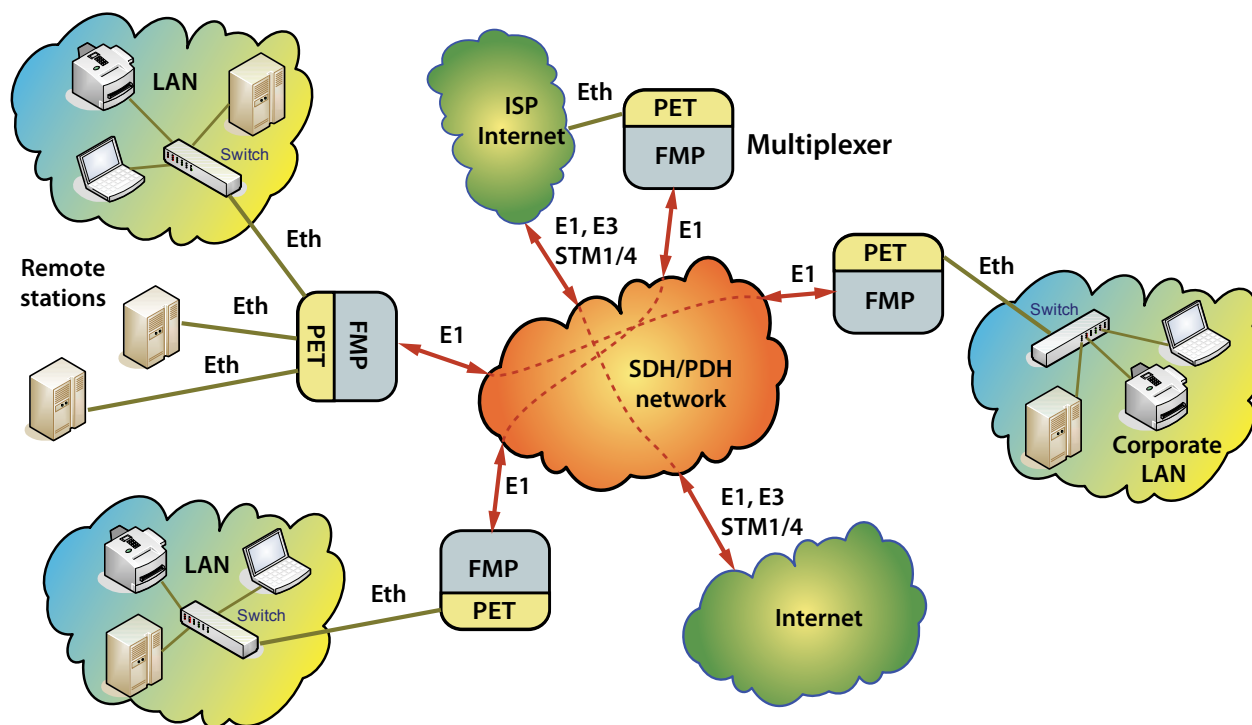 LAN
Switch
Eth
Remote
stations
Eth
Eth
PET
FMP
E1
ISP
Internet
Eth
PET
FMP
Multiplexer
E1, E3
STM1/4
E1
E1
PET
FMP
Eth
Switch
Corporate
LAN
SDH/PDH
network
E1
FMP
PET
Eth
LAN
Switch
E1, E3
STM1/4
Internet